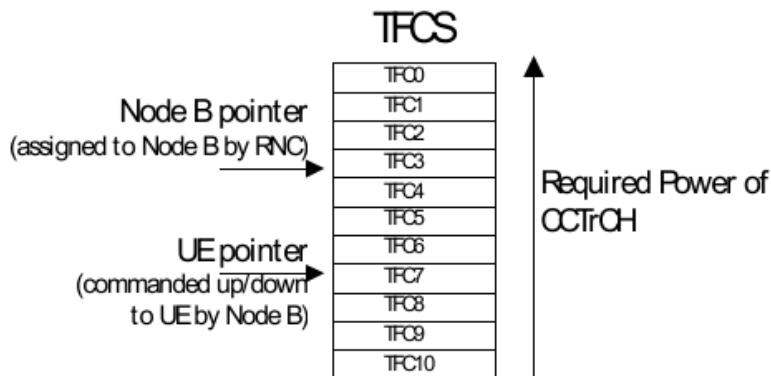 TFCS
TFC0
TFC1
TFC2
TFC3
TFC4
TFC5
TFC6
TFC7
TFC8
TFC9
TFC10
Node B pointer
(assigned to Node B by RNC)
UE pointer
(commanded up/down
to UE by Node B)
Required Power of
CCTrCH